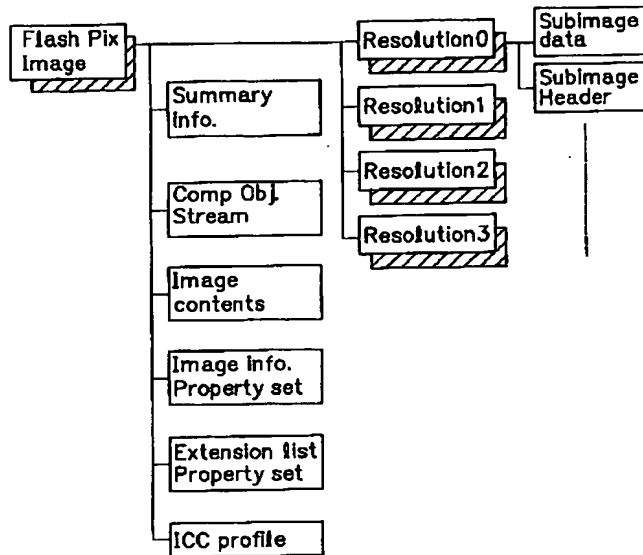 Flash Pix
Image
Resolution0
Subimage
data
Subimage
Header
Summary
Info.
Resolution1
Resolution2
Comp Obj.
Stream
Resolution3
Image
contents
Image info.
Property set
Extension list
Property set
ICC profile